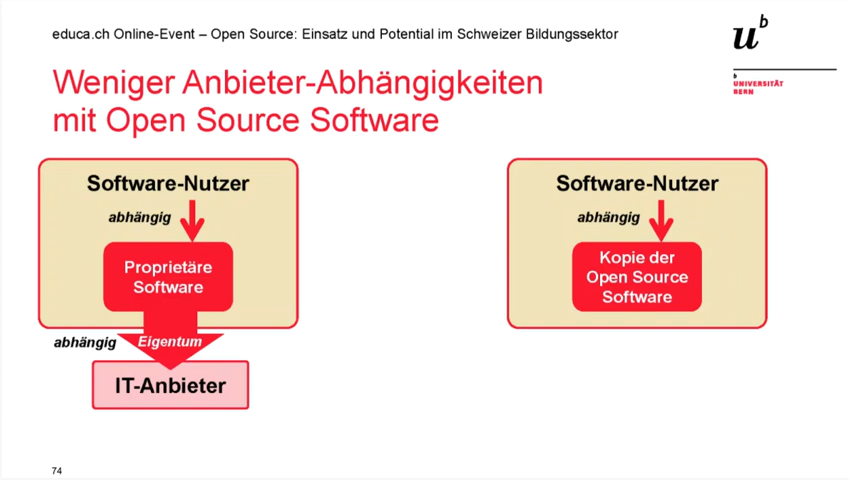 educa.ch Online-Event – Open Source: Einsatz und Potential im Schweizer Bildungssektor
u
b
b
UNIVERSITÄT
BERN
Weniger Anbieter-Abhängigkeiten
mit Open Source Software
Software-Nutzer
abhängig
Proprietäre
Software
abhängig
Eigentum
IT-Anbieter
Software-Nutzer
abhängig
Kopie der
Open Source
Software
74